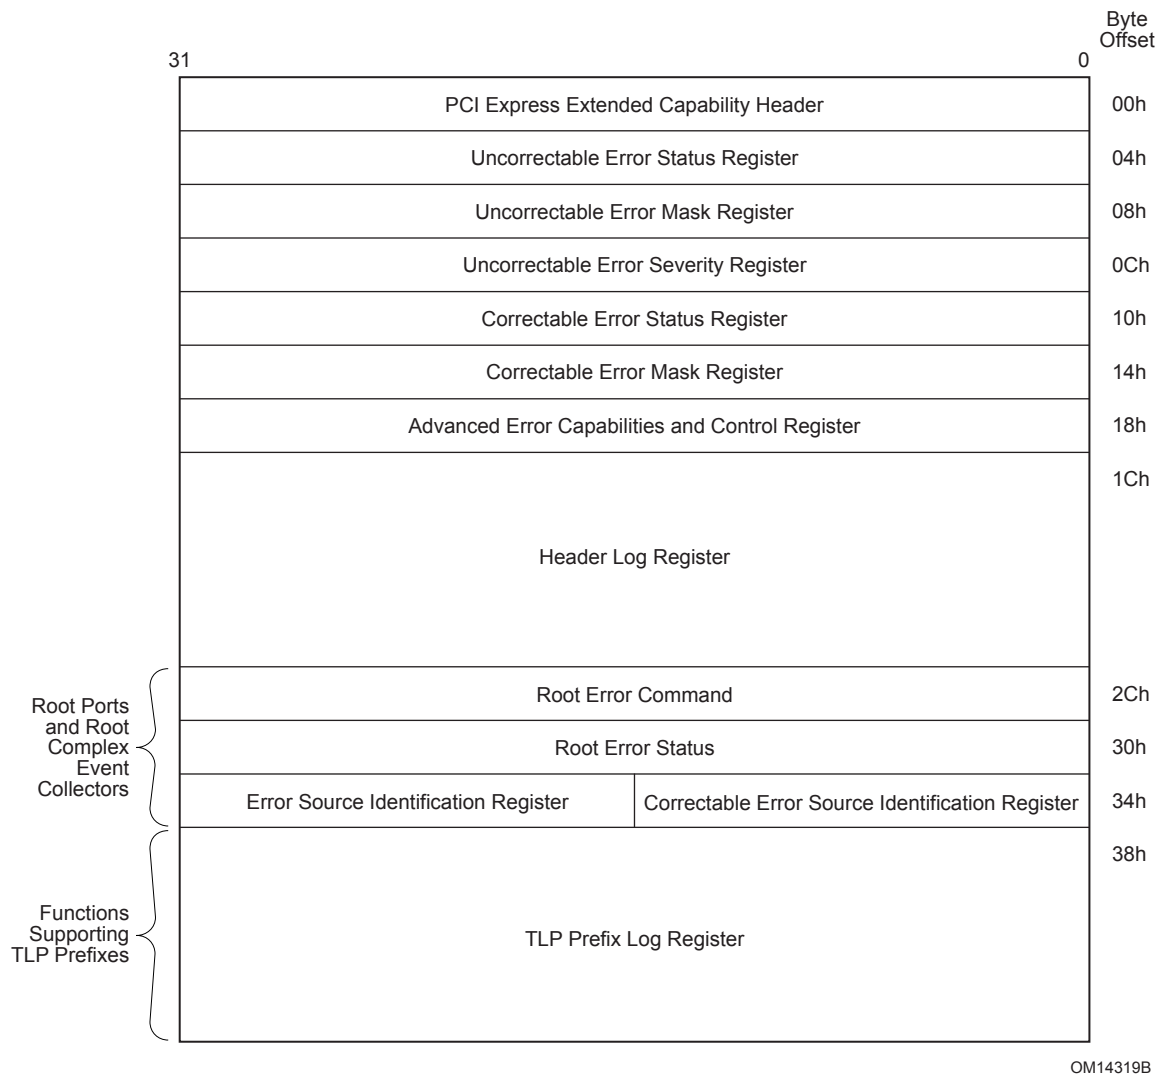 Byte
Offset
31 0
PCI Express Extended Capability Header 00h
Uncorrectable Error Status Register 04h
Uncorrectable Error Mask Register 08h
Uncorrectable Error Severity Register 0Ch
Correctable Error Status Register 10h
Correctable Error Mask Register 14h
Advanced Error Capabilities and Control Register 18h
1Ch
Header Log Register
Root Ports
and Root
Complex
Event
Collectors
Root Error Command 2Ch
Root Error Status 30h
Error Source Identification Register Correctable Error Source Identification Register 34h
38h
Functions
Supporting
TLP Prefixes
TLP Prefix Log Register
OM14319B